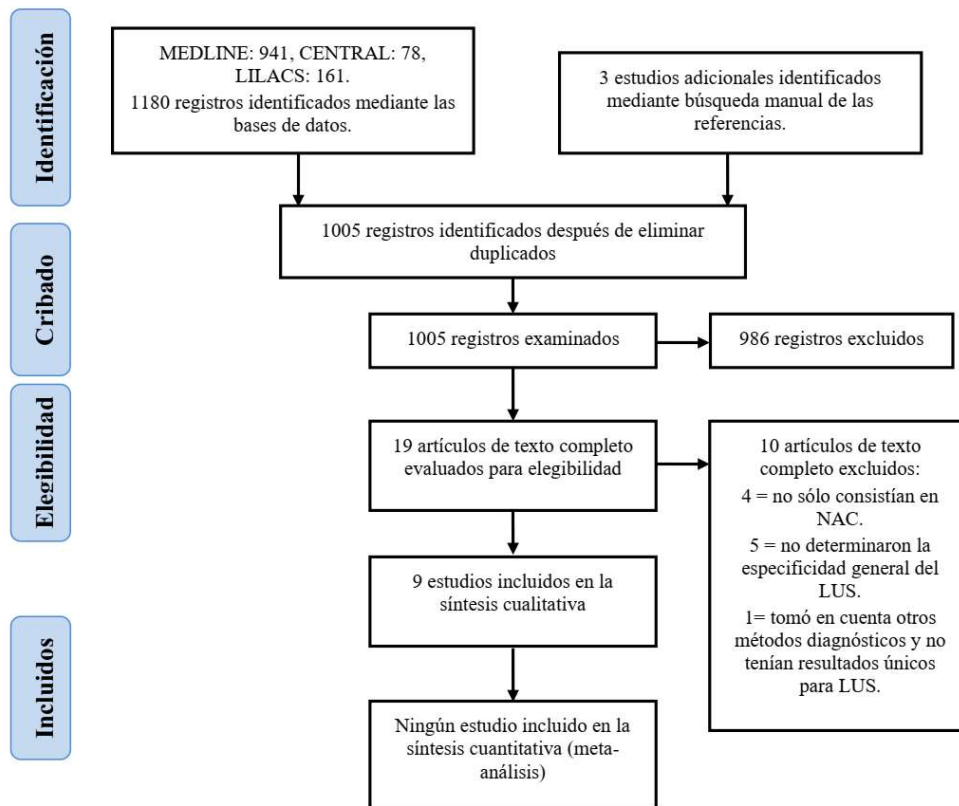 Identificación
MEDLINE: 941, CENTRAL: 78,
LILACS: 161.
1180 registros identificados mediante las
bases de datos.
3 estudios adicionales identificados
mediante búsqueda manual de las
referencias.
1005 registros identificados después de eliminar
duplicados
Cribado
1005 registros examinados
986 registros excluidos
Elegibilidad
19 artículos de texto completo
evaluados para elegibilidad
10 artículos de texto
completo excluidos:
4 = no sólo consistían en
NAC.
5 = no determinaron la
especificidad general del
LUS.
1= tomó en cuenta otros
métodos diagnósticos y no
tenían resultados únicos
para LUS.
9 estudios incluidos en la
síntesis cualitativa
Incluidos
Ningún estudio incluido en la
síntesis cuantitativa (meta-
análisis)